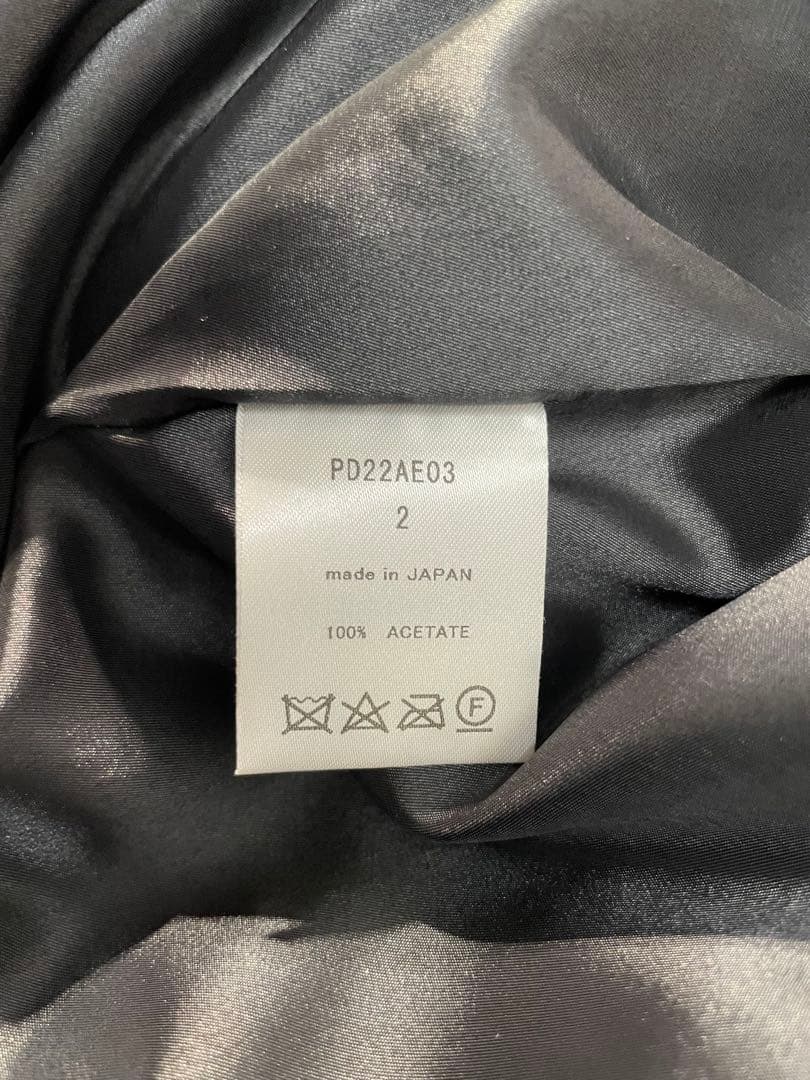 PD22AE03
2
made in JAPAN
100% ACETATE
F